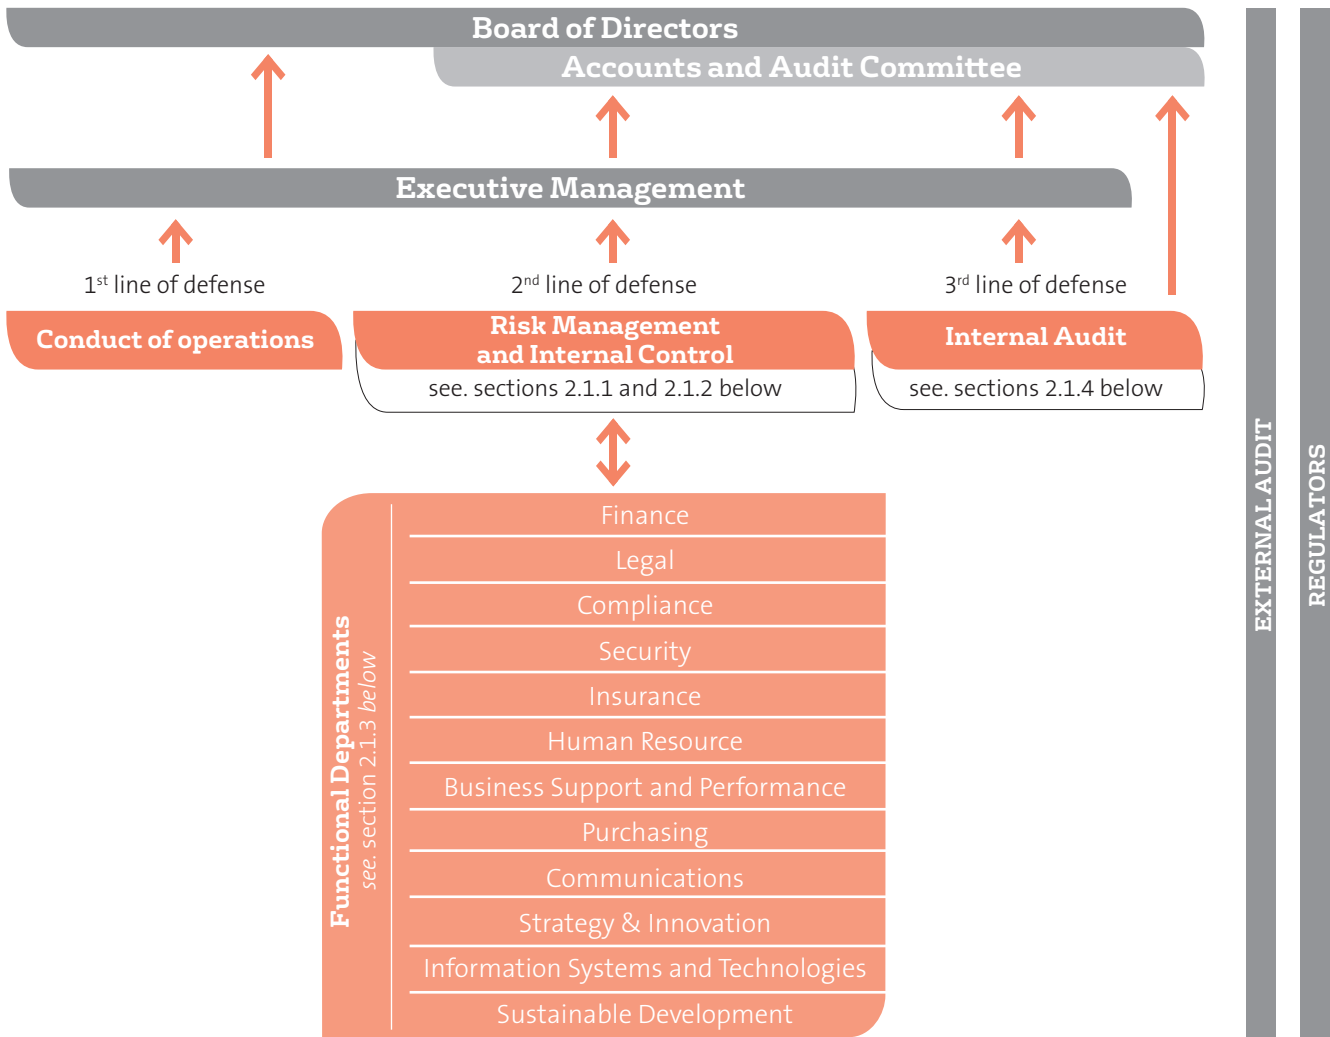 Board of Directors
Accounts and Audit Committee
Executive Management
1st line of defense
2nd line of defense
3rd line of defense
Conduct of operations
Risk Management
and Internal Control
see. sections 2.1.1 and 2.1.2 below
Internal Audit
see. sections 2.1.4 below
Functional Departments
see. section 2.1.3 below
Finance
Legal
Compliance
Security
Insurance
Human Resource
Business Support and Performance
Purchasing
Communications
Strategy & Innovation
Information Systems and Technologies
Sustainable Development
EXTERNAL AUDIT
REGULATORS